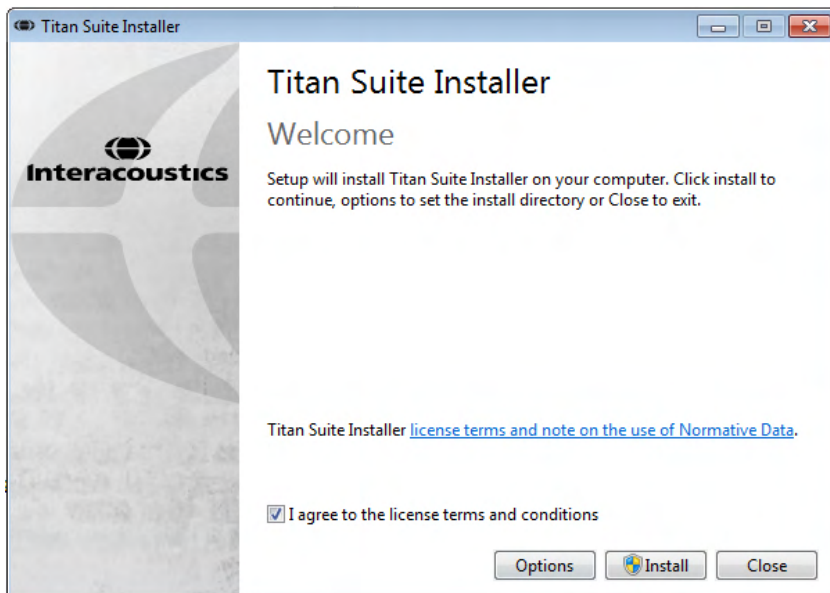 Titan Suite Installer
Titan Suite Installer
Welcome
Interacoustics
Setup will install Titan Suite Installer on your computer. Click install to
continue, options to set the install directory or Close to exit.
Titan Suite Installer license terms and note on the use of Normative Data.
I agree to the license terms and conditions
Options
Install
Close